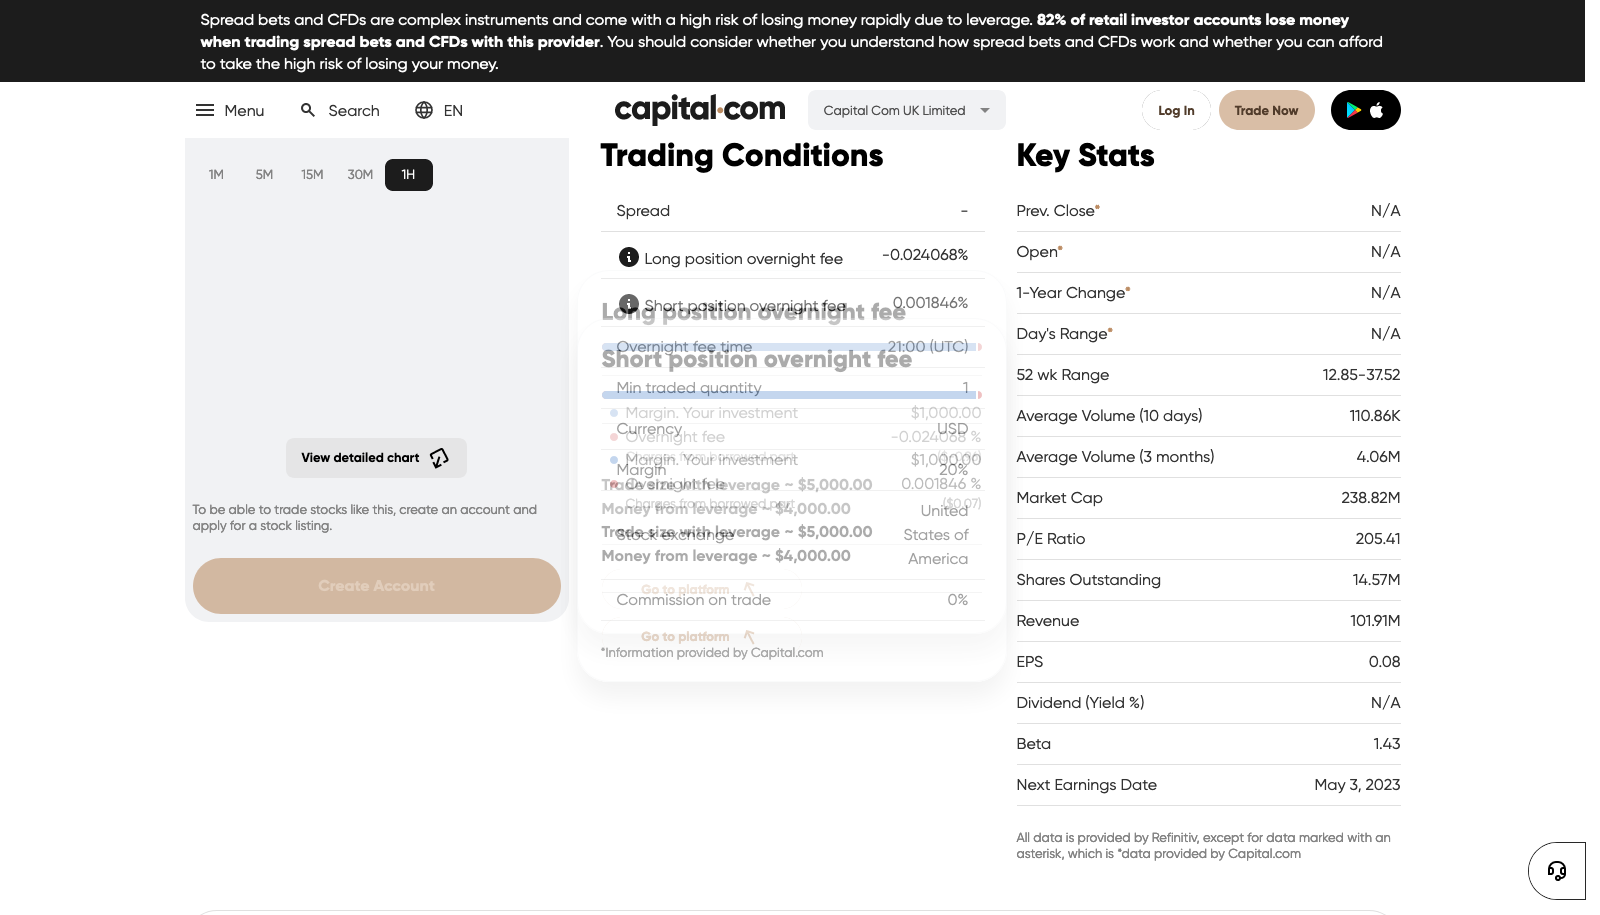 Spread bets and CFDs are complex instruments and come with a high risk of losing money rapidly due to leverage. 82% of retail investor accounts lose money
when trading spread bets and CFDs with this provider. You should consider whether you understand how spread bets and CFDs work and whether you can afford
to take the high risk of losing your money.
Menu
Search
EN
capital.com
Capital Com UK Limited
Log In
Trade Now
1M 5M 15M 30M 1H
View detailed chart
To be able to trade stocks like this, create an account and
apply for a stock listing.
Create Account
Trading Conditions
Spread -
Long position overnight fee -0.024068%
Short position overnight fee 0.001846%
Overnight fee time 21:00 (UTC)
Min traded quantity 1
Currency USD
Margin 20%
Stock exchange United
States of
America
Commission on trade 0%
*Information provided by Capital.com
Long position overnight fee
Margin. Your investment $1,000.00
Overnight fee -0.024068 %
Charges from borrowed part
Trade size with leverage ~ $5,000.00
Money from leverage ~ $4,000.00
Go to platform
Short position overnight fee
Margin. Your investment $1,000.00
Overnight fee 0.001846 %
Charges from borrowed part ($0.07)
Trade size with leverage ~ $5,000.00
Money from leverage ~ $4,000.00
Go to platform
Key Stats
Prev. Close* N/A
Open* N/A
1-Year Change* N/A
Day's Range* N/A
52 wk Range 12.85-37.52
Average Volume (10 days) 110.86K
Average Volume (3 months) 4.06M
Market Cap 238.82M
P/E Ratio 205.41
Shares Outstanding 14.57M
Revenue 101.91M
EPS 0.08
Dividend (Yield %) N/A
Beta 1.43
Next Earnings Date May 3, 2023
All data is provided by Refinitiv, except for data marked with an
asterisk, which is *data provided by Capital.com